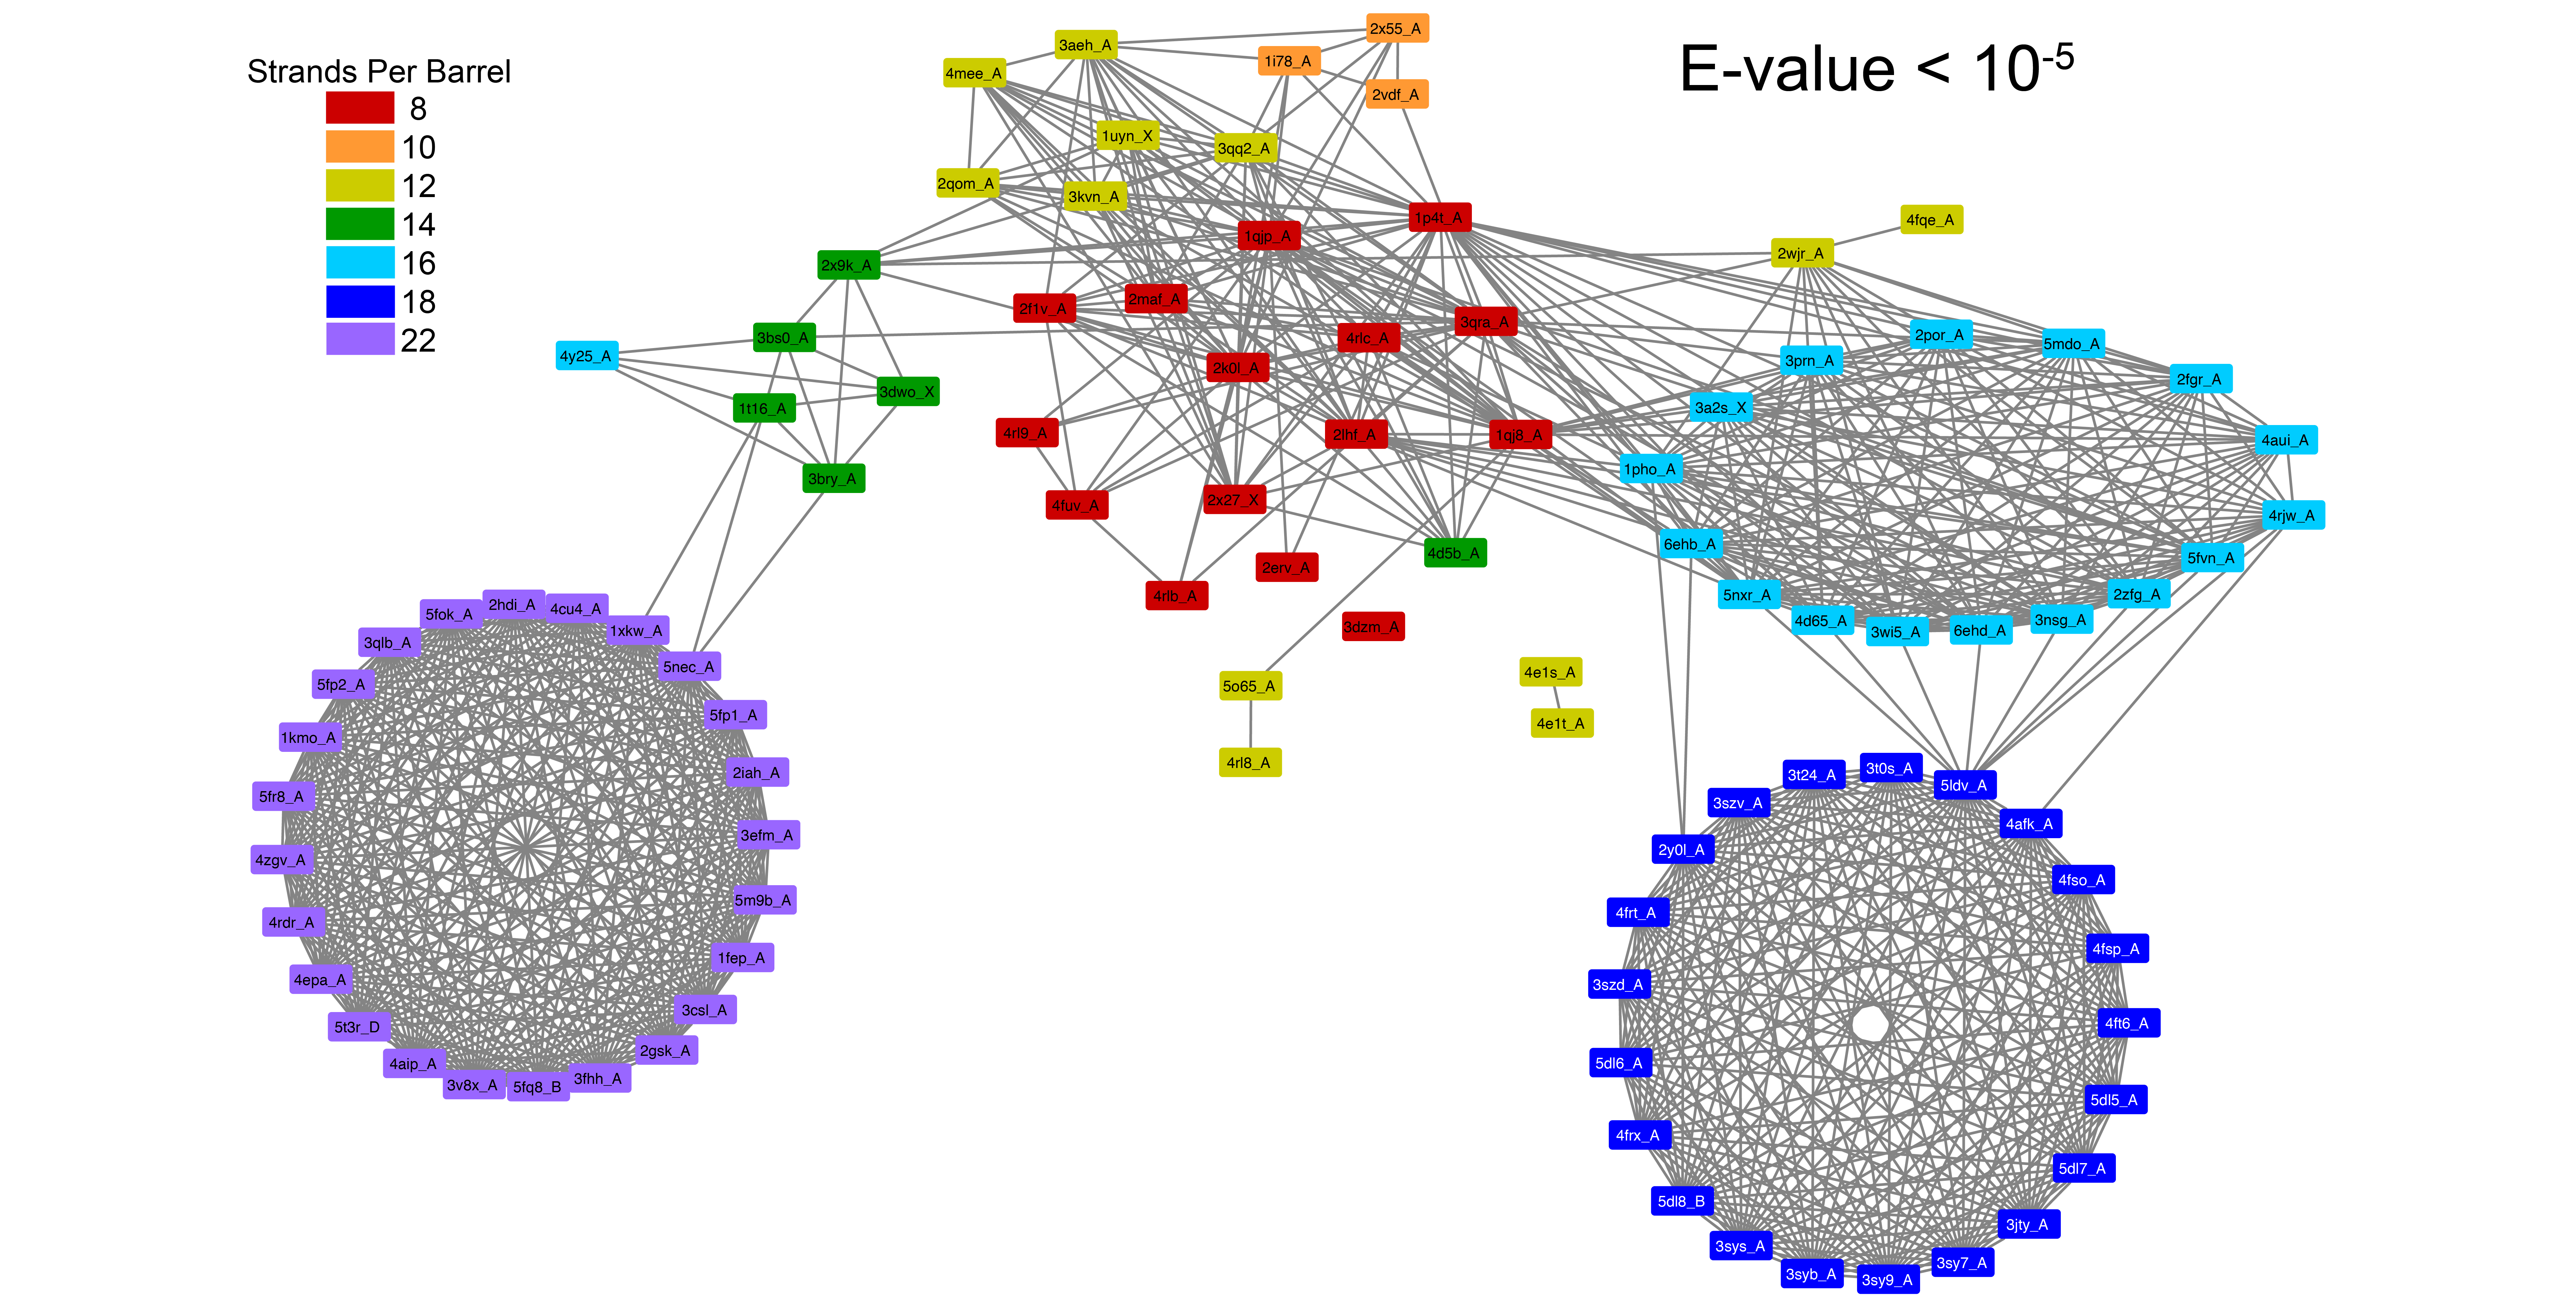 Strands Per Barrel
8
10
12
14
16
18
22
E-value < 10⁻⁵
2x55_A
3aeh_A
1i78_A
4mee_A
2vdf_A
1uyn_X
3qq2_A
2qom_A
3kvn_A
1p4t_A
4fqe_A
1qjp_A
2wjr_A
2x9k_A
2maf_A
2f1v_A
3qra_A
3bs0_A
4rlc_A
2por_A
5mdo_A
4y25_A
3prn_A
2k0l_A
2fgr_A
3dwo_X
1t16_A
3a2s_X
4rl9_A
2lhf_A
1qj8_A
4aui_A
1pho_A
3bry_A
4fuv_A
2x27_X
4rjw_A
6ehb_A
4d5b_A
5fvn_A
2erv_A
4rlb_A
5nxr_A
2zfg_A
4d65_A
3wi5_A
6ehd_A
3nsg_A
3dzm_A
5o65_A
4rl8_A
4e1s_A
4e1t_A
2hdi_A
4cu4_A
5fok_A
1xkw_A
3qlb_A
5nec_A
5fp2_A
5fp1_A
1kmo_A
2iah_A
5fr8_A
3efm_A
4zgv_A
5m9b_A
4rdr_A
1fep_A
4epa_A
3csl_A
5t3r_D
2gsk_A
4aip_A
3v8x_A
5fq8_B
3fhh_A
3t0s_A
3t24_A
5ldv_A
3szv_A
4afk_A
2y0l_A
4fso_A
4frt_A
4fsp_A
3szd_A
4ft6_A
5dl6_A
5dl5_A
4frx_A
5dl7_A
5dl8_B
3jty_A
3sys_A
3sy7_A
3syb_A
3sy9_A